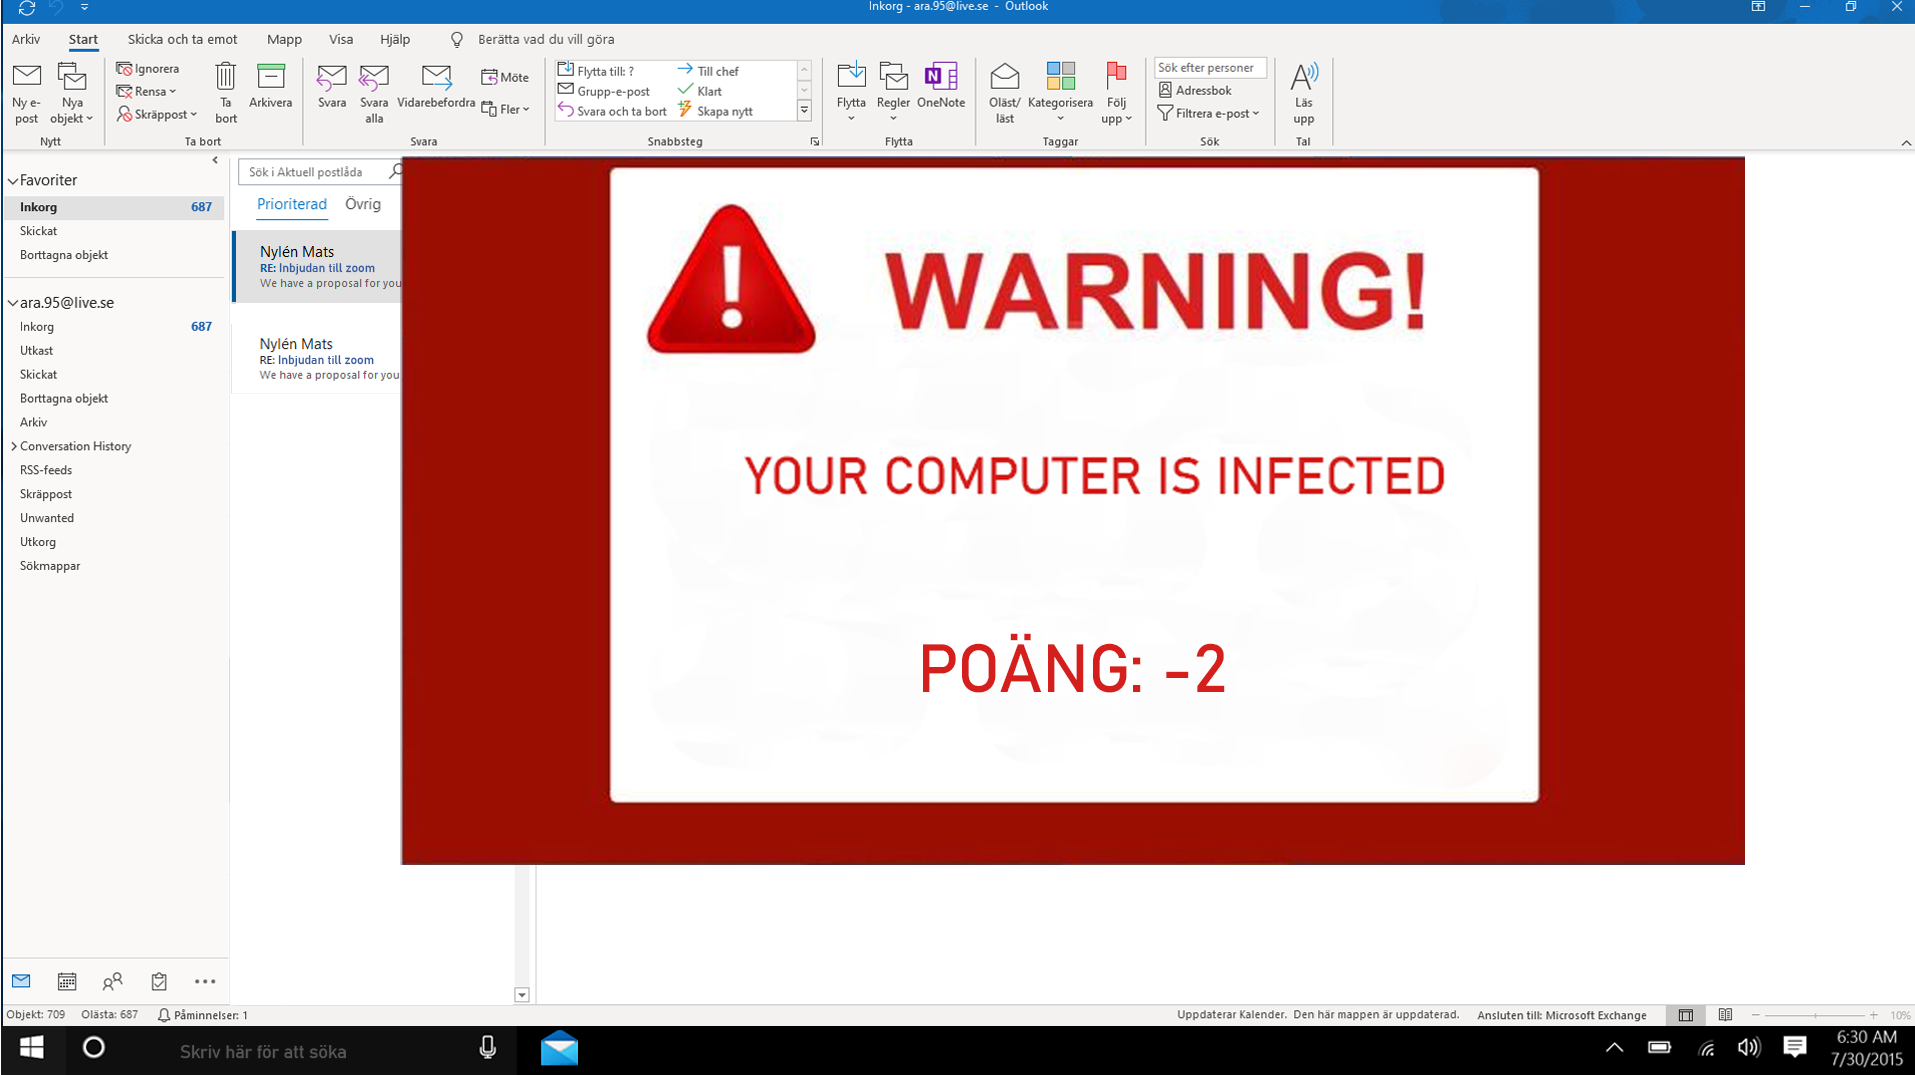 Inkorg - ara.95@live.se - Outlook
Arkiv Start Skicka och ta emot Mapp Visa Hjälp Berätta vad du vill göra
Ny e-post
Nya objekt
Nytt
Ignorera
Rensa
Skräppost
Ta bort
Arkivera
Ta bort
Svara
Svara alla
Vidarebefordra
Möte
Fler
Svara
Flytta till: ?
Grupp-e-post
Svara och ta bort
Till chef
Klart
Skapa nytt
Snabbsteg
Flytta
Regler
OneNote
Flytta
Oläst/läst
Kategorisera
Följ upp
Taggar
Sök efter personer
Adressbok
Filtrera e-post
Sök
Läs upp
Tal
Favoriter
Inkorg 687
Skickat
Borttagna objekt
ara.95@live.se
Inkorg 687
Utkast
Skickat
Borttagna objekt
Arkiv
Conversation History
RSS-feeds
Skräppost
Unwanted
Utkorg
Sökmappar
Sök i Aktuell postlåda
Prioriterad Övrig
Nylén Mats
RE: Inbjudan till zoom
We have a proposal for you
Nylén Mats
RE: Inbjudan till zoom
We have a proposal for you
WARNING!
YOUR COMPUTER IS INFECTED
POÄNG: -2
Objekt: 709 Olästa: 687 Påminnelser: 1
Uppdaterar Kalender. Den här mappen är uppdaterad. Ansluten till: Microsoft Exchange 10%
Skriv här för att söka
6:30 AM
7/30/2015